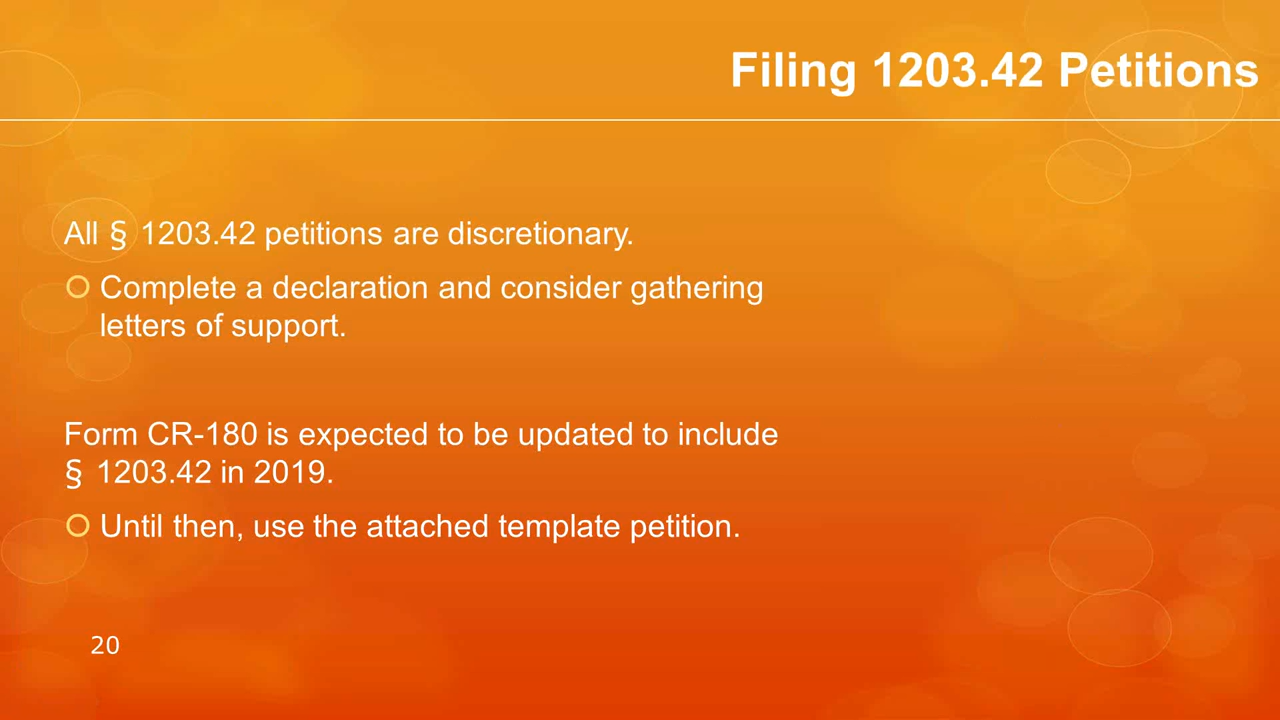 Filing 1203.42 Petitions
All § 1203.42 petitions are discretionary.
Complete a declaration and consider gathering
letters of support.
Form CR-180 is expected to be updated to include
§ 1203.42 in 2019.
Until then, use the attached template petition.
20